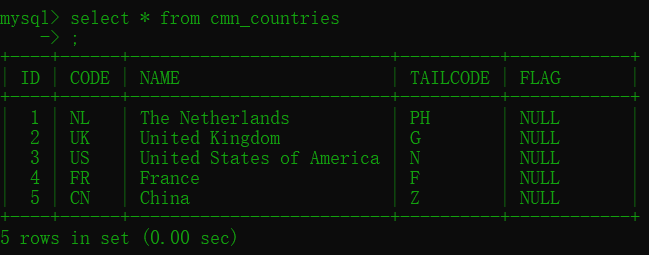 mysql> select * from cmn_countries
    -> ;
+----+------+--------------------------+----------+------------+
| ID | CODE | NAME                     | TAILCODE | FLAG       |
+----+------+--------------------------+----------+------------+
|  1 | NL   | The Netherlands          | PH       | NULL       |
|  2 | UK   | United Kingdom           | G        | NULL       |
|  3 | US   | United States of America | N        | NULL       |
|  4 | FR   | France                   | F        | NULL       |
|  5 | CN   | China                    | Z        | NULL       |
+----+------+--------------------------+----------+------------+
5 rows in set (0.00 sec)